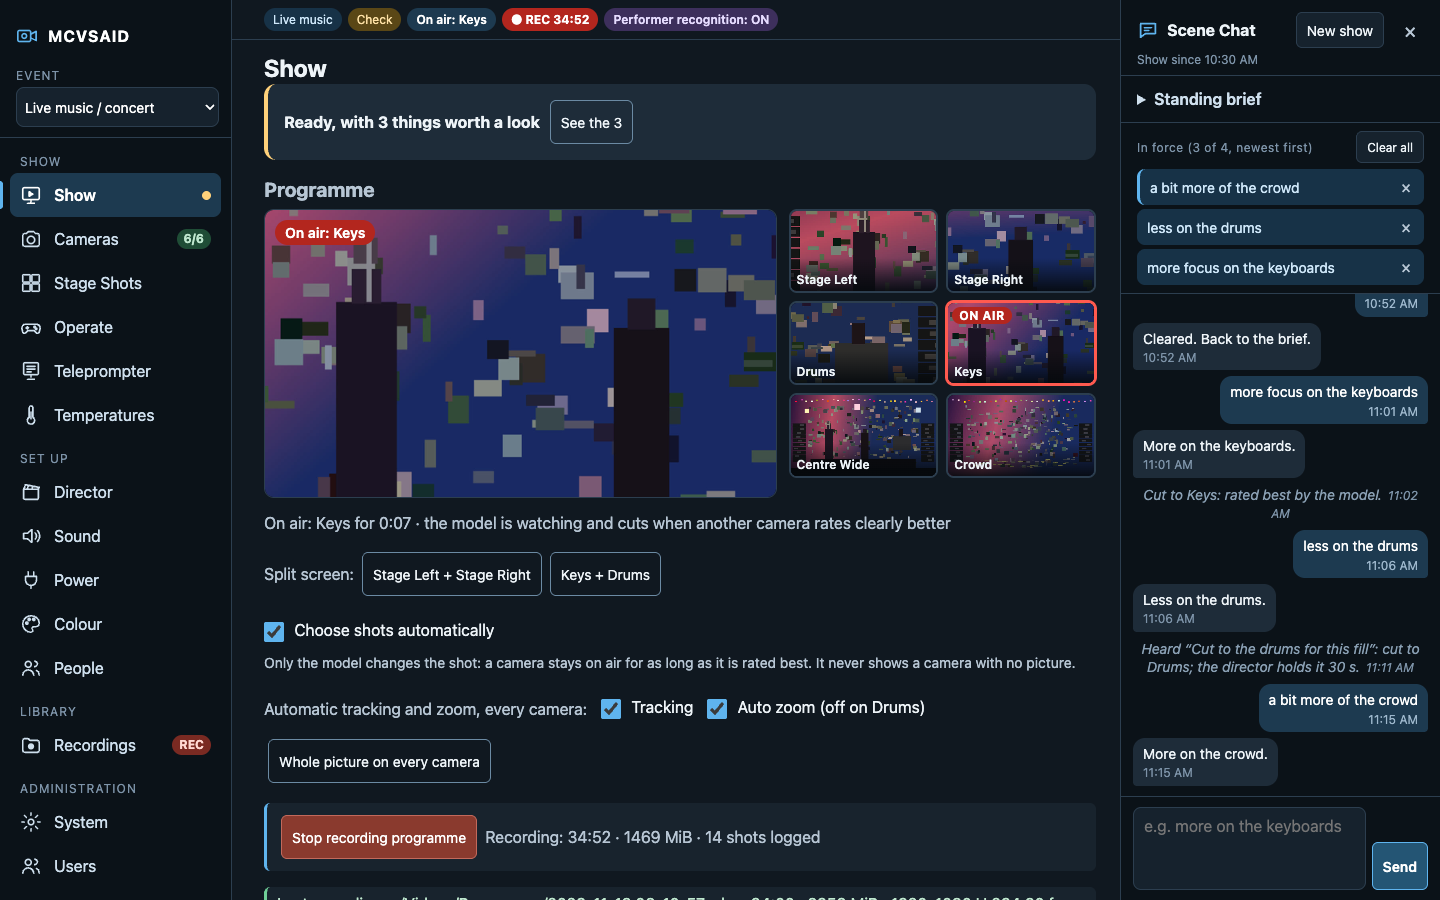 MCVSAID
EVENT
Live music / concert
SHOW
Show
Cameras
6/6
Stage Shots
Operate
Teleprompter
Temperatures
SET UP
Director
Sound
Power
Colour
People
LIBRARY
Recordings
REC
ADMINISTRATION
System
Users
Live music
Check
On air: Keys
REC 34:52
Performer recognition: ON
Show
Ready, with 3 things worth a look
See the 3
Programme
On air: Keys
Stage Left
Stage Right
Drums
ON AIR
Keys
Centre Wide
Crowd
On air: Keys for 0:07 · the model is watching and cuts when another camera rates clearly better
Split screen:
Stage Left + Stage Right
Keys + Drums
Choose shots automatically
Only the model changes the shot: a camera stays on air for as long as it is rated best. It never shows a camera with no picture.
Automatic tracking and zoom, every camera:
Tracking
Auto zoom (off on Drums)
Whole picture on every camera
Stop recording programme
Recording: 34:52 · 1469 MiB · 14 shots logged
Scene Chat
New show
×
Show since 10:30 AM
Standing brief
In force (3 of 4, newest first)
Clear all
a bit more of the crowd ×
less on the drums ×
more focus on the keyboards ×
10:52 AM
Cleared. Back to the brief.
10:52 AM
more focus on the keyboards
11:01 AM
More on the keyboards.
11:01 AM
Cut to Keys: rated best by the model. 11:02
AM
less on the drums
11:06 AM
Less on the drums.
11:06 AM
Heard “Cut to the drums for this fill”: cut to
Drums; the director holds it 30 s. 11:11 AM
a bit more of the crowd
11:15 AM
More on the crowd.
11:15 AM
e.g. more on the keyboards
Send